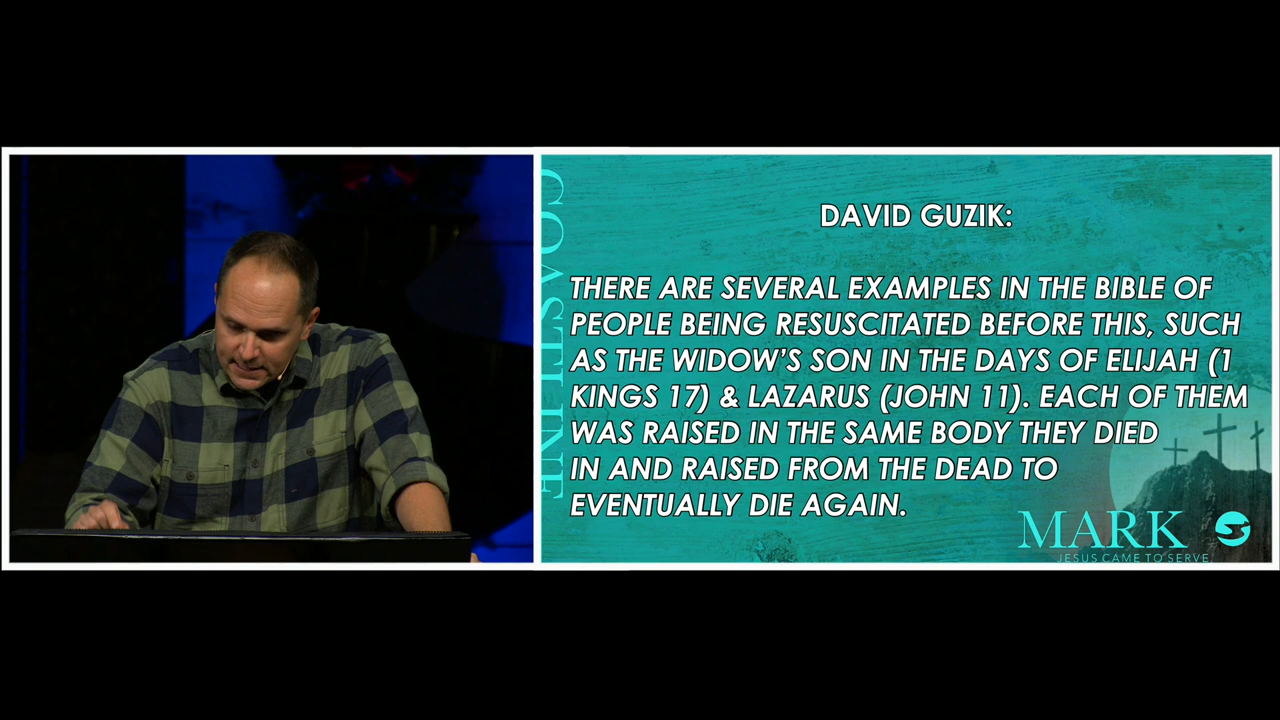 COASTLINE
DAVID GUZIK:
THERE ARE SEVERAL EXAMPLES IN THE BIBLE OF
PEOPLE BEING RESUSCITATED BEFORE THIS, SUCH
AS THE WIDOW'S SON IN THE DAYS OF ELIJAH (1
KINGS 17) & LAZARUS (JOHN 11). EACH OF THEM
WAS RAISED IN THE SAME BODY THEY DIED
IN AND RAISED FROM THE DEAD TO
EVENTUALLY DIE AGAIN.
MARK
JESUS CAME TO SERVE